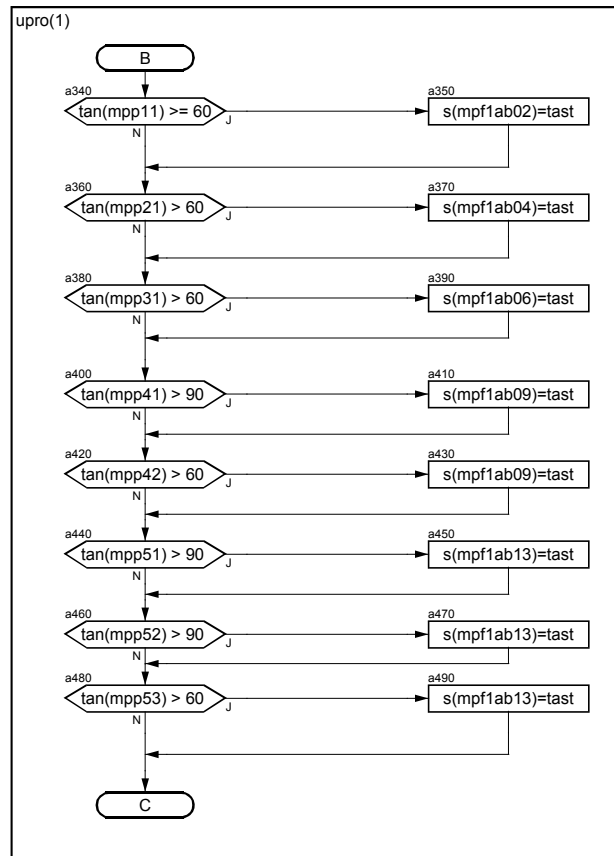 upro(1)
B
a340
tan(mpp11) >= 60
J
N
a350
s(mpf1ab02)=tast
a360
tan(mpp21) > 60
J
N
a370
s(mpf1ab04)=tast
a380
tan(mpp31) > 60
J
N
a390
s(mpf1ab06)=tast
a400
tan(mpp41) > 90
J
N
a410
s(mpf1ab09)=tast
a420
tan(mpp42) > 60
J
N
a430
s(mpf1ab09)=tast
a440
tan(mpp51) > 90
J
N
a450
s(mpf1ab13)=tast
a460
tan(mpp52) > 90
J
N
a470
s(mpf1ab13)=tast
a480
tan(mpp53) > 60
J
N
a490
s(mpf1ab13)=tast
C